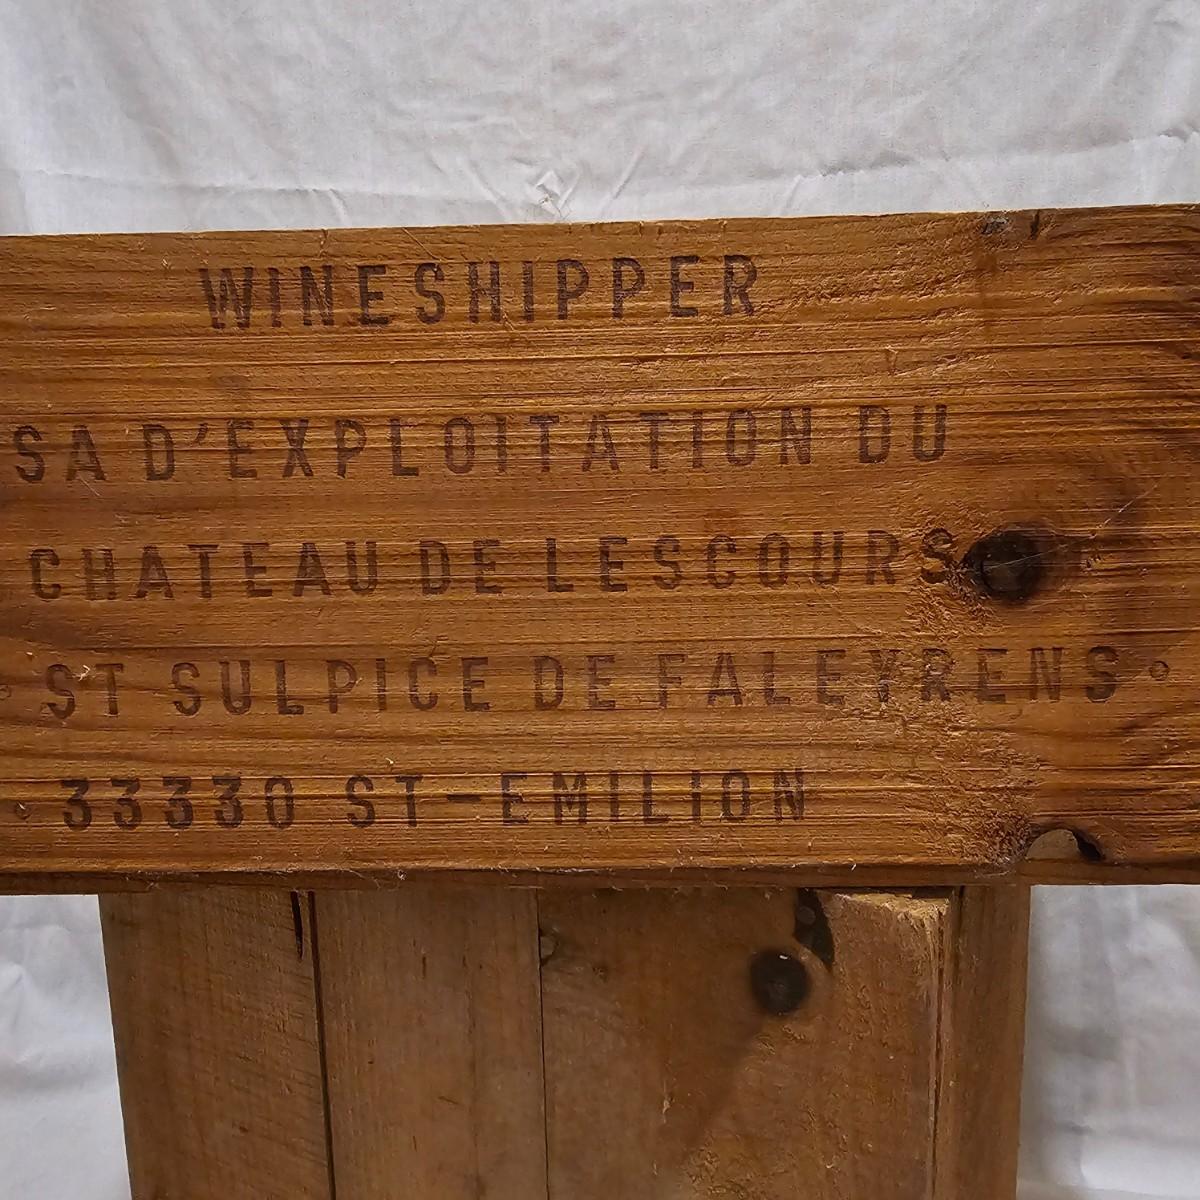 WINESHIPPER
SA D'EXPLOITATION DU
CHATEAU DE LESCOURS
ST SULPICE DE FALEYRENS
33330 ST-EMILION